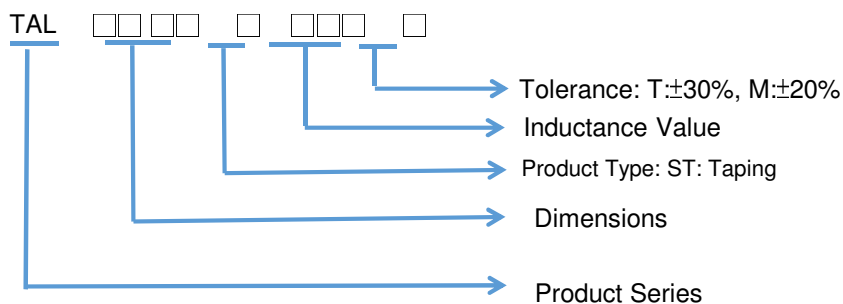 TAL □□□□ □ □□□ □
Tolerance: T:±30%, M:±20%
Inductance Value
Product Type: ST: Taping
Dimensions
Product Series